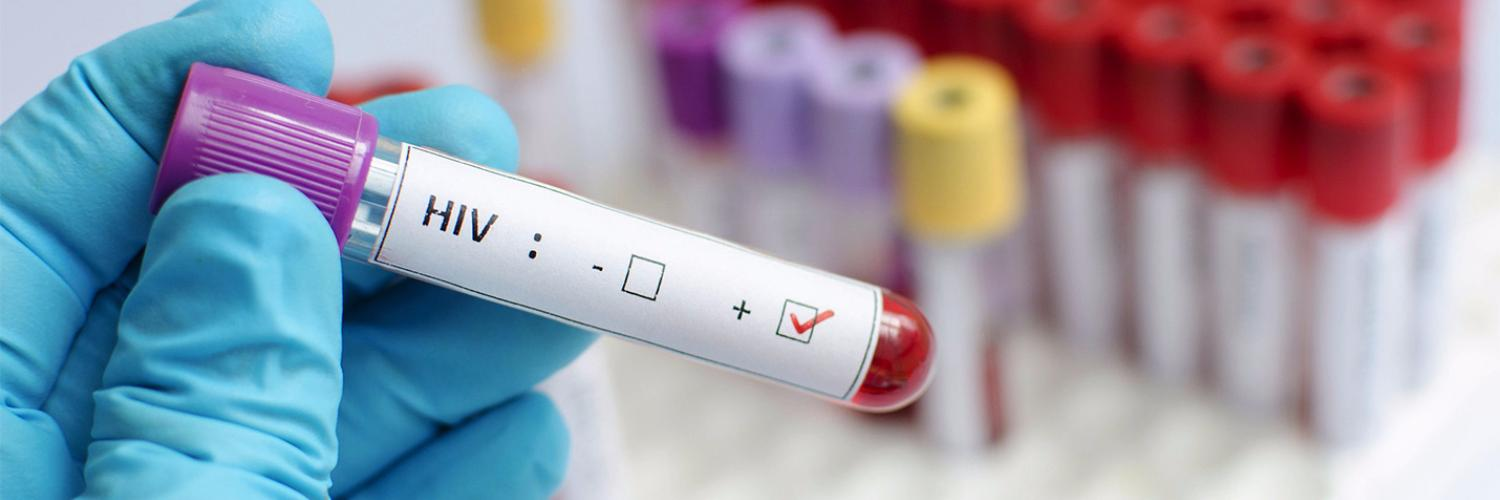 HIV : - ☐ + ☑